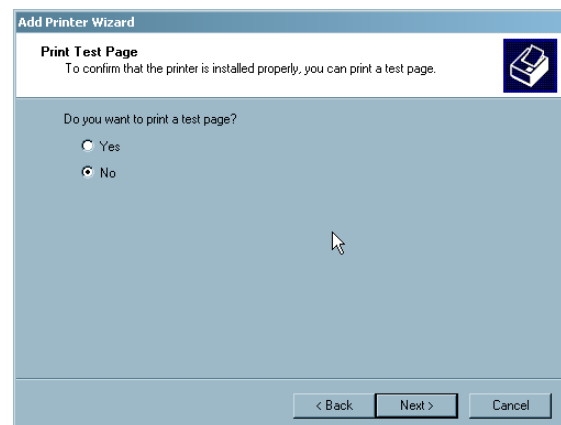 Add Printer Wizard
Print Test Page
To confirm that the printer is installed properly, you can print a test page.
Do you want to print a test page?
Yes
No
< Back
Next >
Cancel